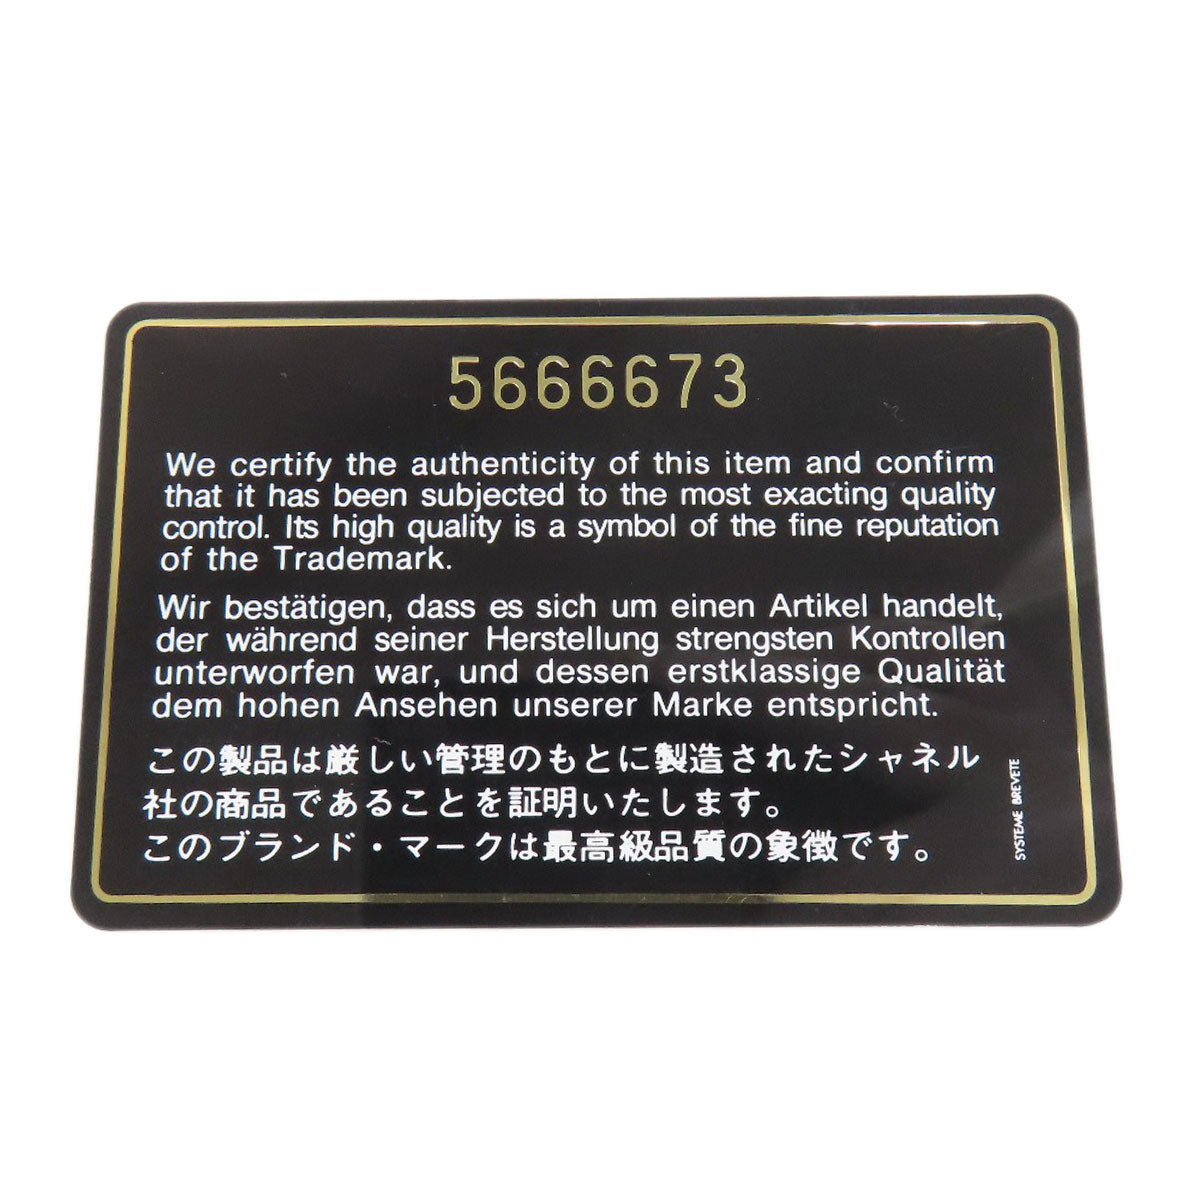 5666673
We certify the authenticity of this item and confirm
that it has been subjected to the most exacting quality
control. Its high quality is a symbol of the fine reputation
of the Trademark.
Wir bestätigen, dass es sich um einen Artikel handelt,
der während seiner Herstellung strengsten Kontrollen
unterworfen war, und dessen erstklassige Qualität
dem hohen Ansehen unserer Marke entspricht.
この製品は厳しい管理のもとに製造されたシャネル
社の商品であることを証明いたします。
このブランド・マークは最高級品質の象徴です。
SYSTEME BREVETE